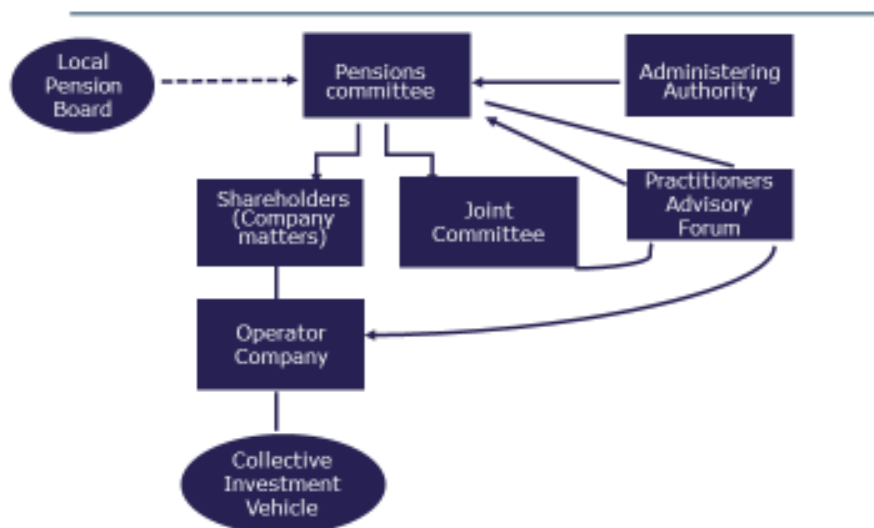 Local
Pension
Board
Pensions
committee
Administering
Authority
Shareholders
(Company
matters)
Joint
Committee
Practitioners
Advisory
Forum
Operator
Company
Collective
Investment
Vehicle